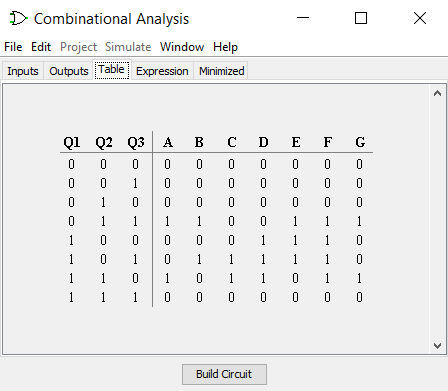 Combinational Analysis
File Edit Project Simulate Window Help
Inputs Outputs Table Expression Minimized
Q1 Q2 Q3 A B C D E F G
0 0 0 0 0 0 0 0 0 0
0 0 1 0 0 0 0 0 0 0
0 1 0 0 0 0 0 0 0 0
0 1 1 1 1 0 0 1 1 1
1 0 0 0 0 0 1 1 1 0
1 0 1 0 1 1 1 1 1 0
1 1 0 1 0 1 1 0 1 1
1 1 1 0 0 0 0 0 0 0
Build Circuit